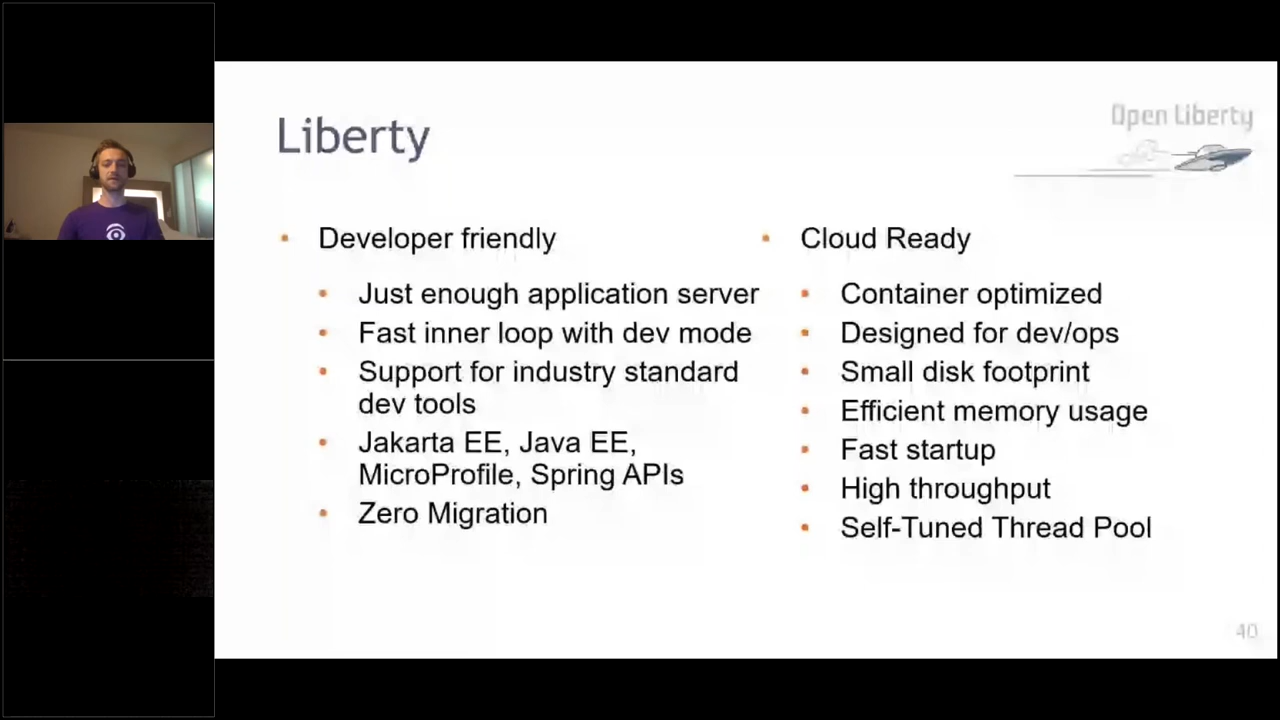 Liberty
Open Liberty
Developer friendly
Just enough application server
Fast inner loop with dev mode
Support for industry standard
dev tools
Jakarta EE, Java EE,
MicroProfile, Spring APIs
Zero Migration
Cloud Ready
Container optimized
Designed for dev/ops
Small disk footprint
Efficient memory usage
Fast startup
High throughput
Self-Tuned Thread Pool
40